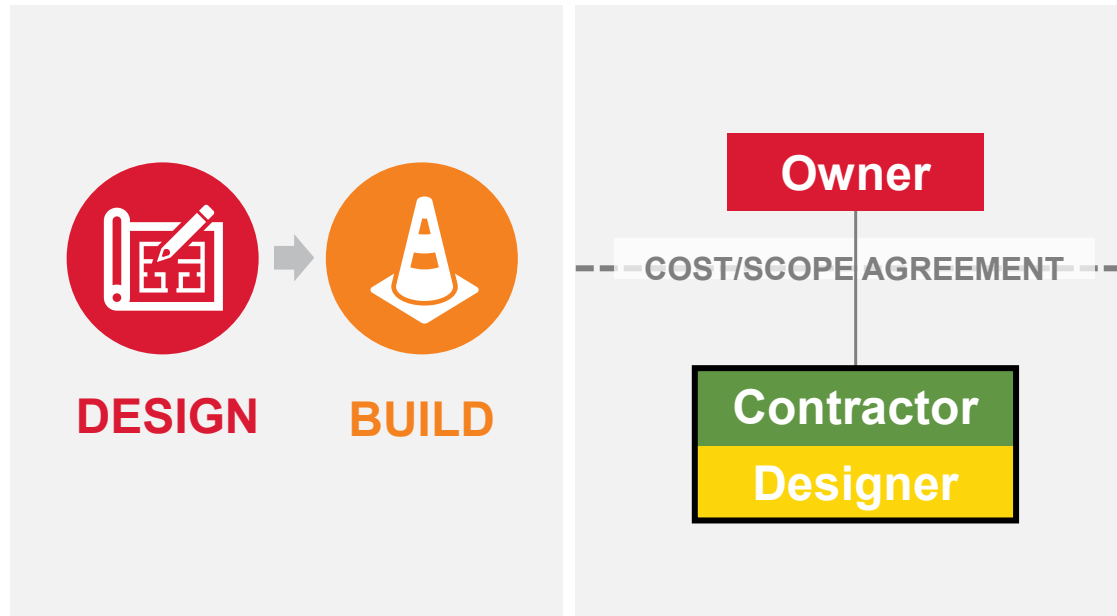 DESIGN
BUILD
Owner
COST/SCOPE AGREEMENT
Contractor
Designer